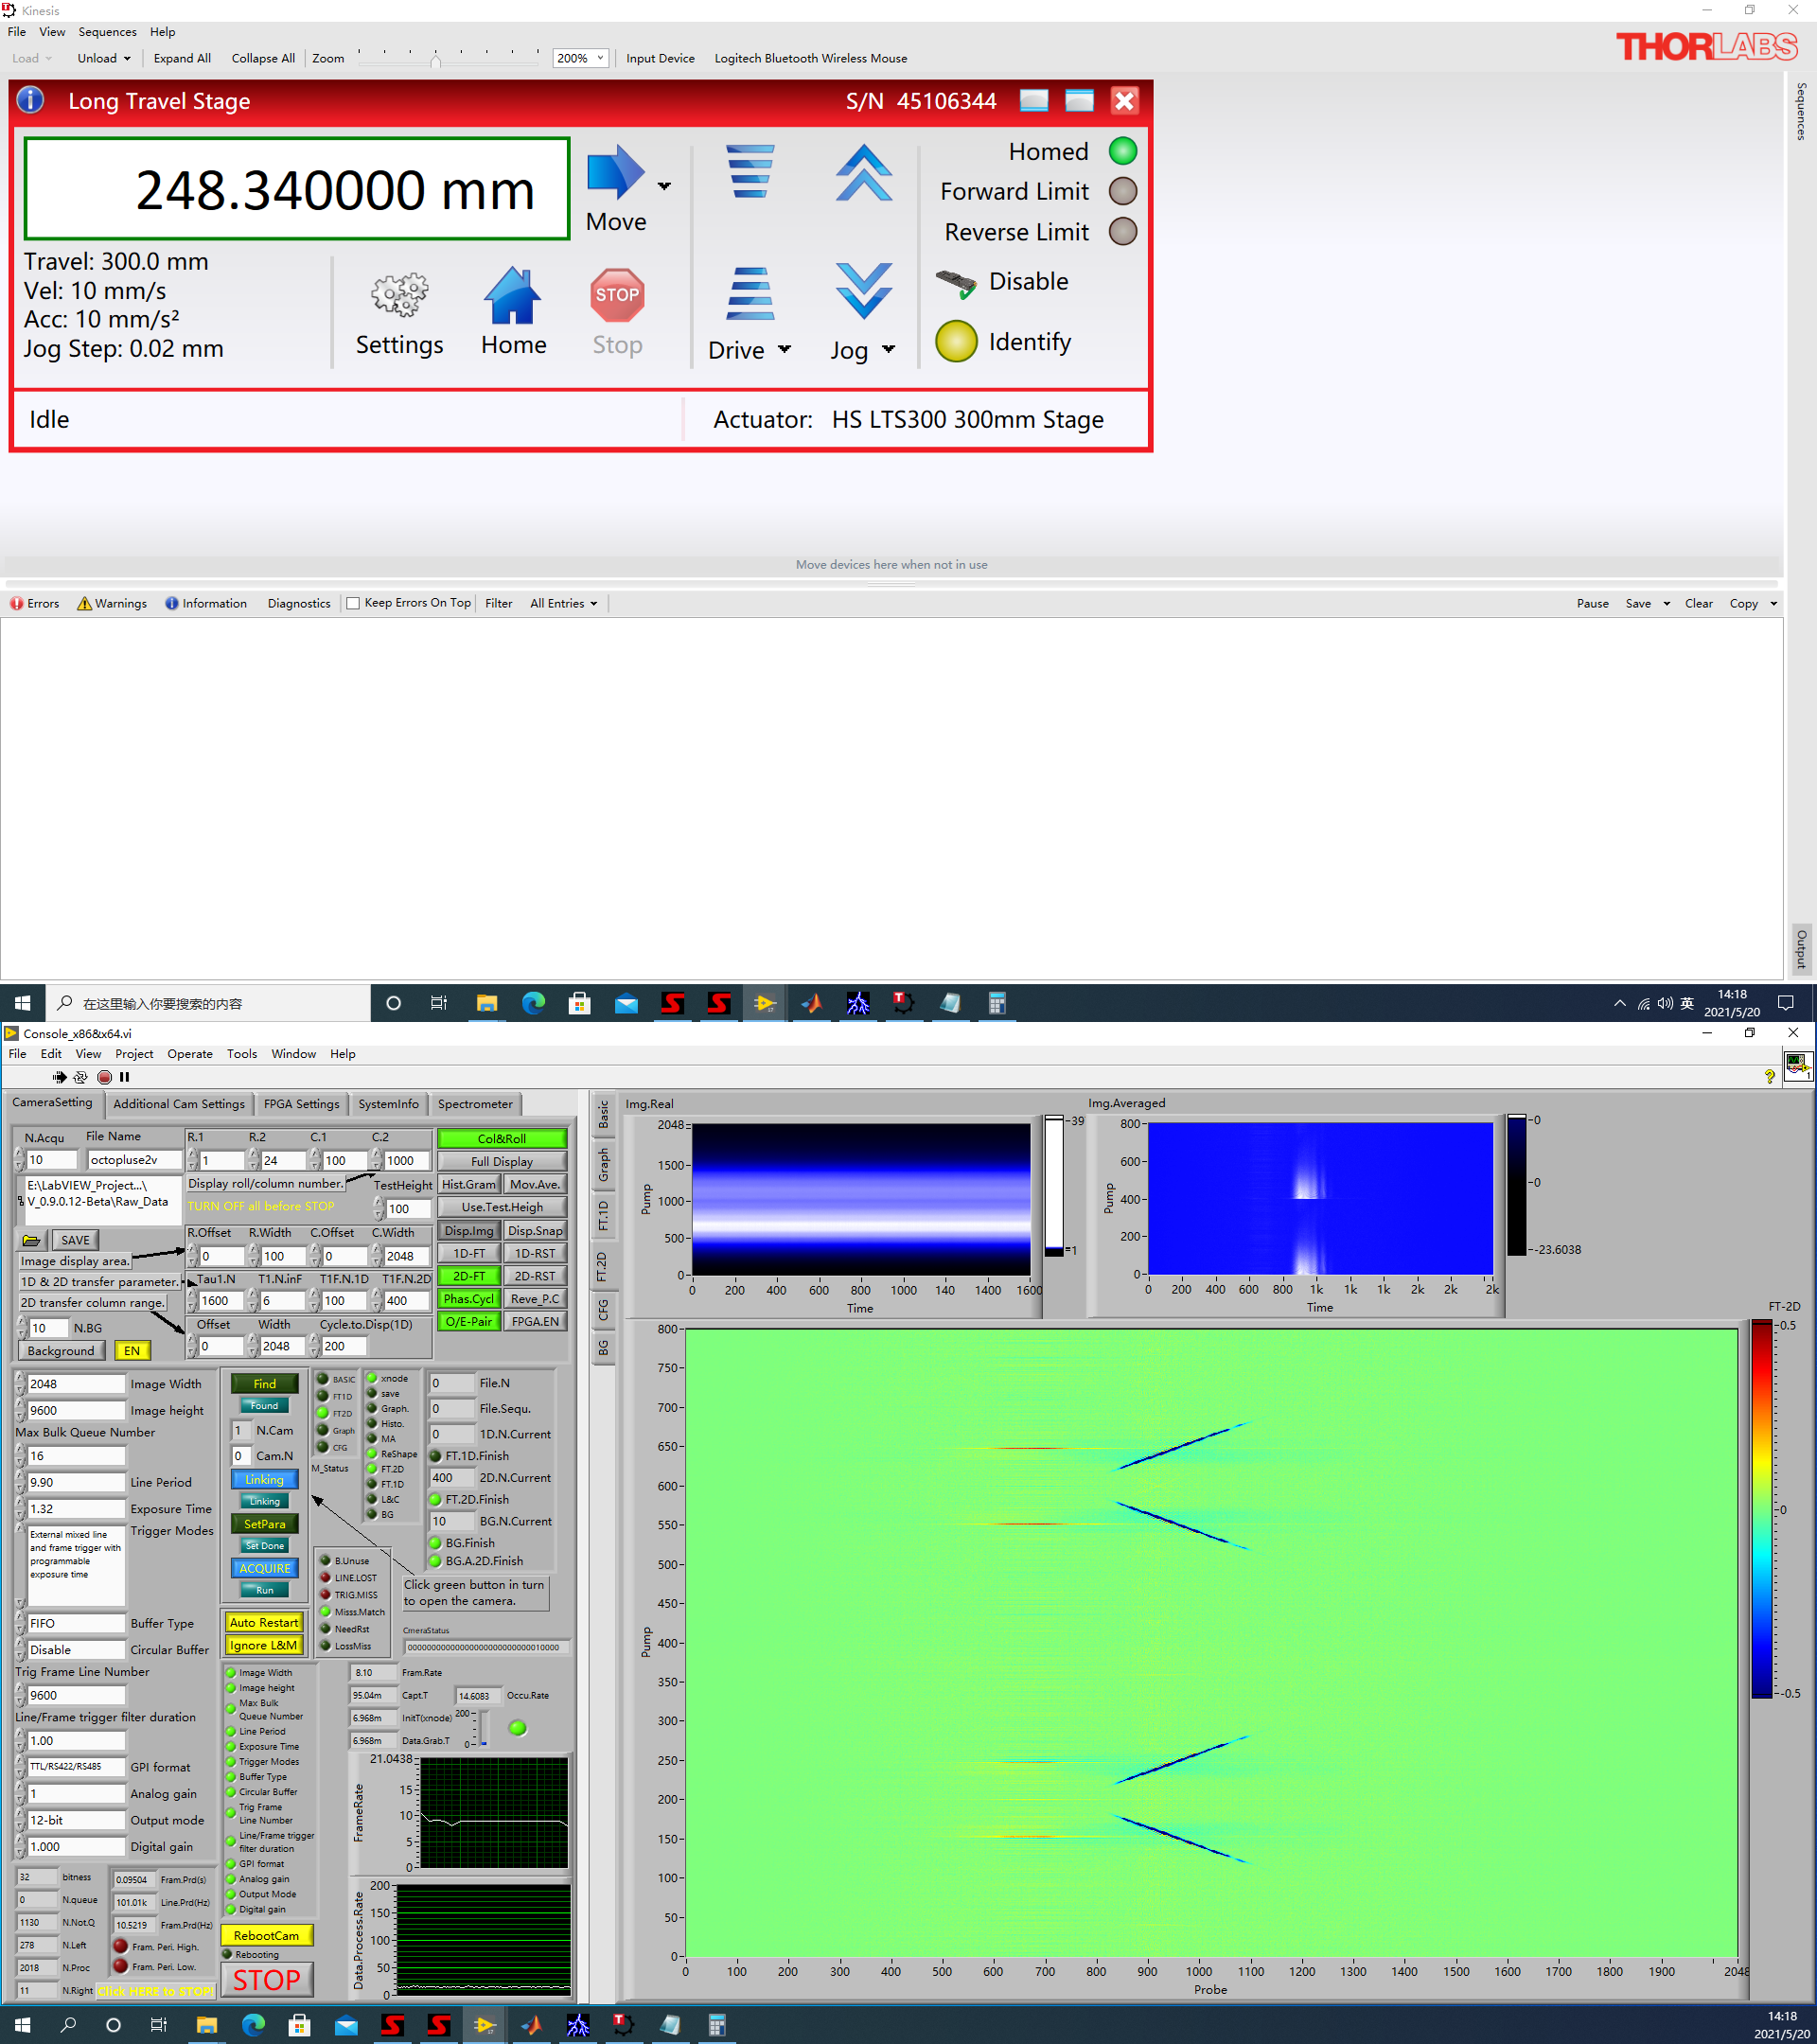 Kinesis
File View Sequences Help
Load Unload Expand All Collapse All Zoom 200% Input Device Logitech Bluetooth Wireless Mouse
THORLABS
Sequences
Long Travel Stage S/N 45106344
248.340000 mm
Move
Homed
Forward Limit
Reverse Limit
Travel: 300.0 mm
Vel: 10 mm/s
Acc: 10 mm/s²
Jog Step: 0.02 mm
Settings Home STOP Stop Drive Jog
Disable
Identify
Idle Actuator: HS LTS300 300mm Stage
Move devices here when not in use
Errors Warnings Information Diagnostics Keep Errors On Top Filter All Entries Pause Save Clear Copy
Output
在这里输入你要搜索的内容
英 14:18
2021/5/20
Console_x86&x64.vi
File Edit View Project Operate Tools Window Help
CameraSetting Additional Cam Settings FPGA Settings SystemInfo Spectrometer
N.Acqu File Name R.1 R.2 C.1 C.2 Col&Roll
10 octopluse2v 1 24 100 1000 Full Display
E:\LabVIEW_Project...\
V_0.9.0.12-Beta\Raw_Data
Display roll/column number. TestHeight Hist.Gram Mov.Ave.
TURN OFF all before STOP 100 Use.Test.Heigh
SAVE R.Offset R.Width C.Offset C.Width Disp.Img Disp.Snap
0 100 0 2048 1D-FT 1D-RST
Image display area.
1D & 2D transfer parameter. Tau1.N T1.N.inF T1F.N.1D T1F.N.2D 2D-FT 2D-RST
2D transfer column range. 1600 6 100 400 Phas.Cycl Reve_P.C
10 N.BG Offset Width Cycle.to.Disp(1D) O/E-Pair FPGA.EN
Background EN 0 2048 200
2048 Image Width
9600 Image height
Max Bulk Queue Number
16
9.90 Line Period
1.32 Exposure Time
External mixed line and frame trigger with programmable exposure time Trigger Modes
FIFO Buffer Type
Disable Circular Buffer
Trig Frame Line Number
9600
Line/Frame trigger filter duration
1.00
TTL/RS422/RS485 GPI format
1 Analog gain
12-bit Output mode
1.000 Digital gain
Find
Found
1 N.Cam
0 Cam.N
Linking
Linking
SetPara
Set Done
ACQUIRE
Run
Auto Restart
Ignore L&M
BASIC
FT1D
FT2D
Graph
CFG
M_Status
xnode
save
Graph.
Histo.
MA
ReShape
FT.2D
FT.1D
L&C
BG
0 File.N
0 File.Sequ.
0 1D.N.Current
FT.1D.Finish
400 2D.N.Current
FT.2D.Finish
10 BG.N.Current
BG.Finish
BG.A.2D.Finish
B.Unuse
LINE.LOST
TRIG.MISS
Misss.Match
NeedRst
LossMiss
Click green button in turn
to open the camera.
CmeraStatus
Image Width
Image height
Max Bulk
Queue Number
Line Period
Exposure Time
Trigger Modes
Buffer Type
Circular Buffer
Trig Frame
Line Number
Line/Frame trigger
filter duration
GPI format
Analog gain
Output Mode
Digital gain
8.10 Fram.Rate
95.04m Capt.T 14.6083 Occu.Rate
6.968m InitT(xnode) 200
6.968m Data.Grab.T 0
21.0438
15
10
5
0
FrameRate
200
150
100
50
0
Data.Process.Rate
32 bitness 0.09504 Fram.Prd(s)
0 N.queue 101.01k Line.Prd(Hz)
1130 N.Not.Q 10.5219 Fram.Prd(Hz)
278 N.Left Fram. Peri. High.
2018 N.Proc Fram. Peri. Low.
11 N.Right Click HERE to STOP!
RebootCam
Rebooting
STOP
Basic
Graph
FT.1D
FT.2D
CFG
BG
Img.Real
2048
1500
1000
500
0
Pump
0 200 400 600 800 1000 140 1400 1600
Time
39
1
Img.Averaged
800
600
400
200
0
Pump
0 200 400 600 800 1k 1k 1k 2k 2k 2k
Time
-0
-0
--23.6038
FT-2D
800
750
700
650
600
550
500
450
400
350
300
250
200
150
100
50
0
Pump
0 100 200 300 400 500 600 700 800 900 1000 1100 1200 1300 1400 1500 1600 1700 1800 1900 2048
Probe
-0.5
-0
--0.5
14:18
2021/5/20